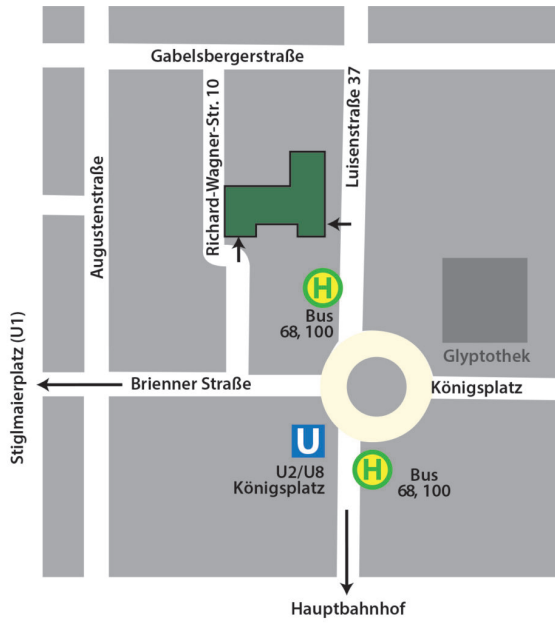 Gabelsbergerstraße
Luisenstraße 37
Richard-Wagner-Str. 10
Augustenstraße
H
Bus
68, 100
Glyptothek
Stiglmaierplatz (U1)
Brienner Straße
Königsplatz
U
U2/U8
Königsplatz
H
Bus
68, 100
Hauptbahnhof